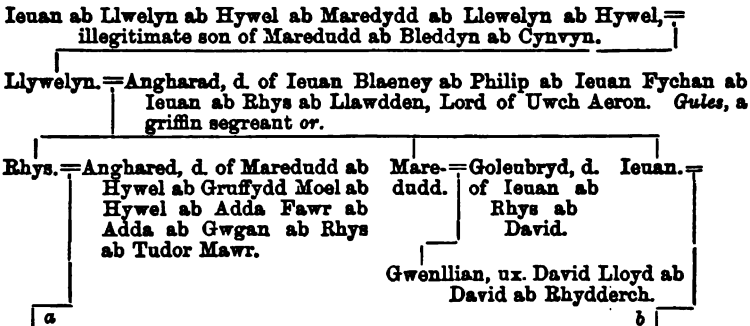 Ieuan ab Llwelyn ab Hywel ab Maredydd ab Llewelyn ab Hywel,=
illegitimate son of Maredudd ab Bleddyn ab Cynvyn.
Llywelyn.=Angharad, d. of Ieuan Blaeney ab Philip ab Ieuan Fychan ab
Ieuan ab Rhys ab Llawdden, Lord of Uwch Aeron. Gules, a
griffin segreant or.
Rhys.=Anghared, d. of Maredudd ab
Hywel ab Gruffydd Moel ab
Hywel ab Adda Fawr ab
Adda ab Gwgan ab Rhys
ab Tudor Mawr.
Mare-=Goleubryd, d.
dudd. of Ieuan ab
Rhys ab
David.
Ieuan.=
Gwenllian, ux. David Lloyd ab
David ab Rhydderch.
a
b